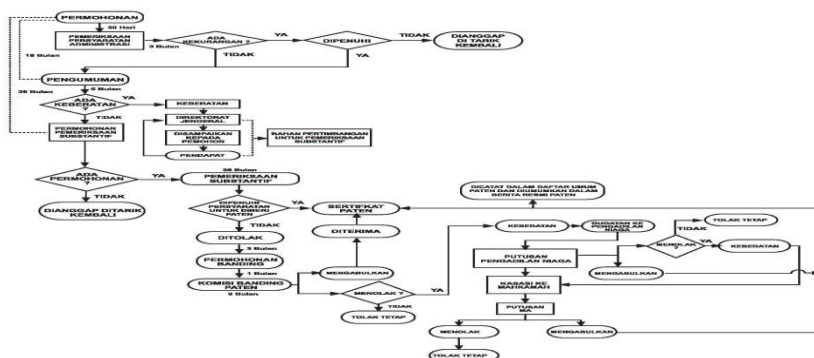 PERMOHONAN
30 Hari
PEMERIKSAAN
PERSYARATAN
ADMINISTRASI
3 Bulan
ADA
KEKURANGAN ?
YA
DIPENUHI
TIDAK
DIANGGAP
DI TARIK
KEMBALI
TIDAK
YA
18 Bulan
PENGUMUMAN
36 Bulan
6 Bulan
ADA
KEBERATAN
?
YA
KEBERATAN
TIDAK
DIREKTORAT
JENDERAL
PERMOHONAN
PEMERIKSAAN
SUBSTANTIF
DISAMPAIKAN
KEPADA
PEMOHON
BAHAN PERTIMBANGAN
UNTUK PEMERIKSAAN
SUBSTANTIF
PENDAPAT
36 Bulan
ADA
PERMOHONAN
?
YA
PEMERIKSAAN
SUBSTANTIF
TIDAK
DIANGGAP DITARIK
KEMBALI
DIPENUHI
PERSYARATAN
UNTUK DIBERI
PATEN
YA
SERTIFKAT
PATEN
DICATAT DALAM DAFTAR UMUM
PATEN DAN DIUMUMKAN DALAM
BERITA RESMI PATEN
TIDAK
DITOLAK
3 Bulan
PERMOHONAN
BANDING
1 Bulan
KOMISI BANDING
PATEN
9 Bulan
DITERIMA
MENGABULKAN
MENOLAK ?
YA
TOLAK TETAP
KEBERATAN
GUGATAN KE
PENGADILAN
NIAGA
PUTUSAN
PENGADILAN NIAGA
TOLAK TETAP
TIDAK
MENOLAK
?
YA
KEBERATAN
MENGABULKAN
KASASI KE
MAHKAMAH
PUTUSAN
MA
MENOLAK
MENGABULKAN
TOLAK TETAP